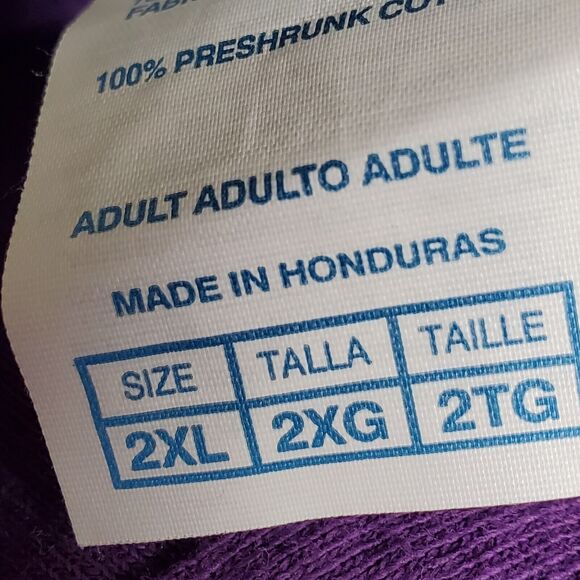 100% PRESHRUNK
ADULT ADULTO ADULTE
MADE IN HONDURAS
SIZE TALLA TAILLE
2XL 2XG 2TG